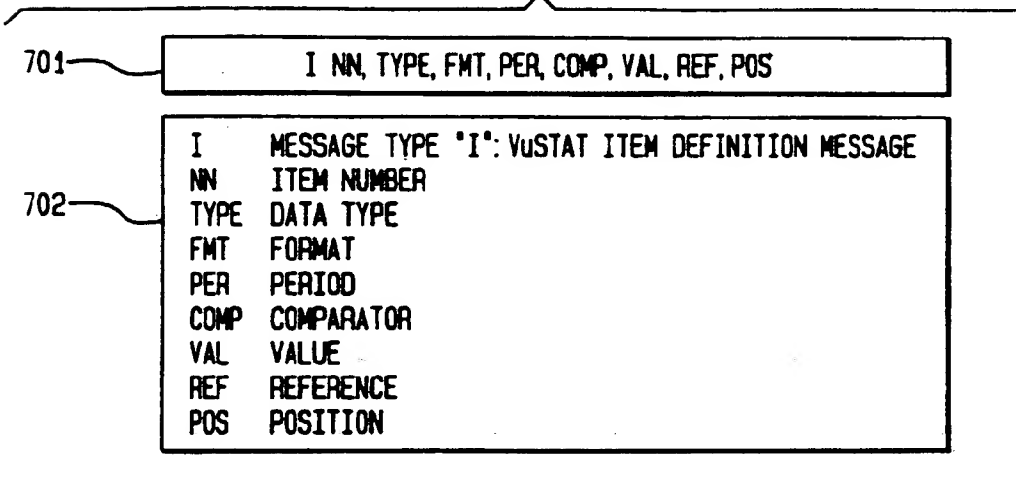 701 I NN, TYPE, FMT, PER, COMP, VAL, REF, POS
I MESSAGE TYPE "I": VuSTAT ITEM DEFINITION MESSAGE
NN ITEM NUMBER
702 TYPE DATA TYPE
FMT FORMAT
PER PERIOD
COMP COMPARATOR
VAL VALUE
REF REFERENCE
POS POSITION